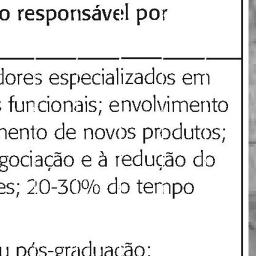 o responsável por
dores especializados em
s funcionais; envolvimento
mento de novos produtos;
gociação e à redução do
es; 20-30% do tempo
u pós-graduação;